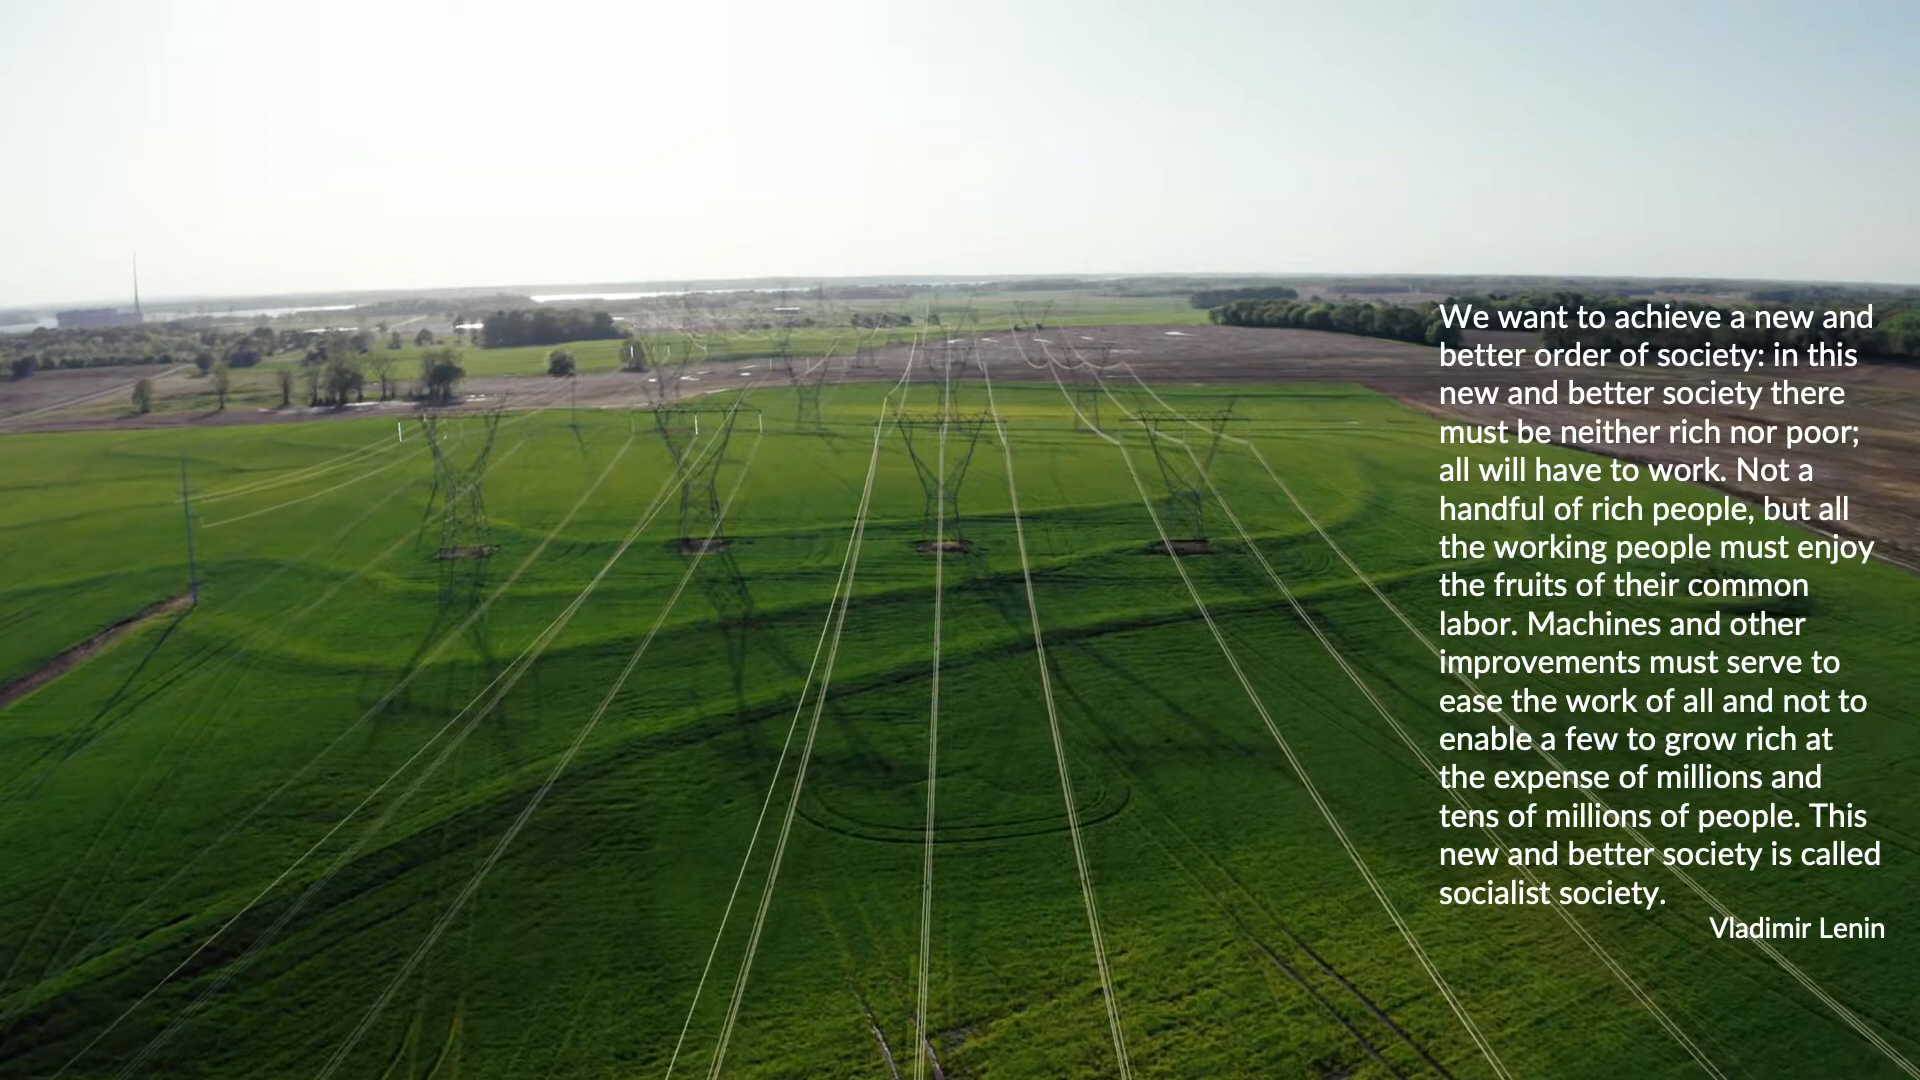 We want to achieve a new and
better order of society: in this
new and better society there
must be neither rich nor poor;
all will have to work. Not a
handful of rich people, but all
the working people must enjoy
the fruits of their common
labor. Machines and other
improvements must serve to
ease the work of all and not to
enable a few to grow rich at
the expense of millions and
tens of millions of people. This
new and better society is called
socialist society.
Vladimir Lenin